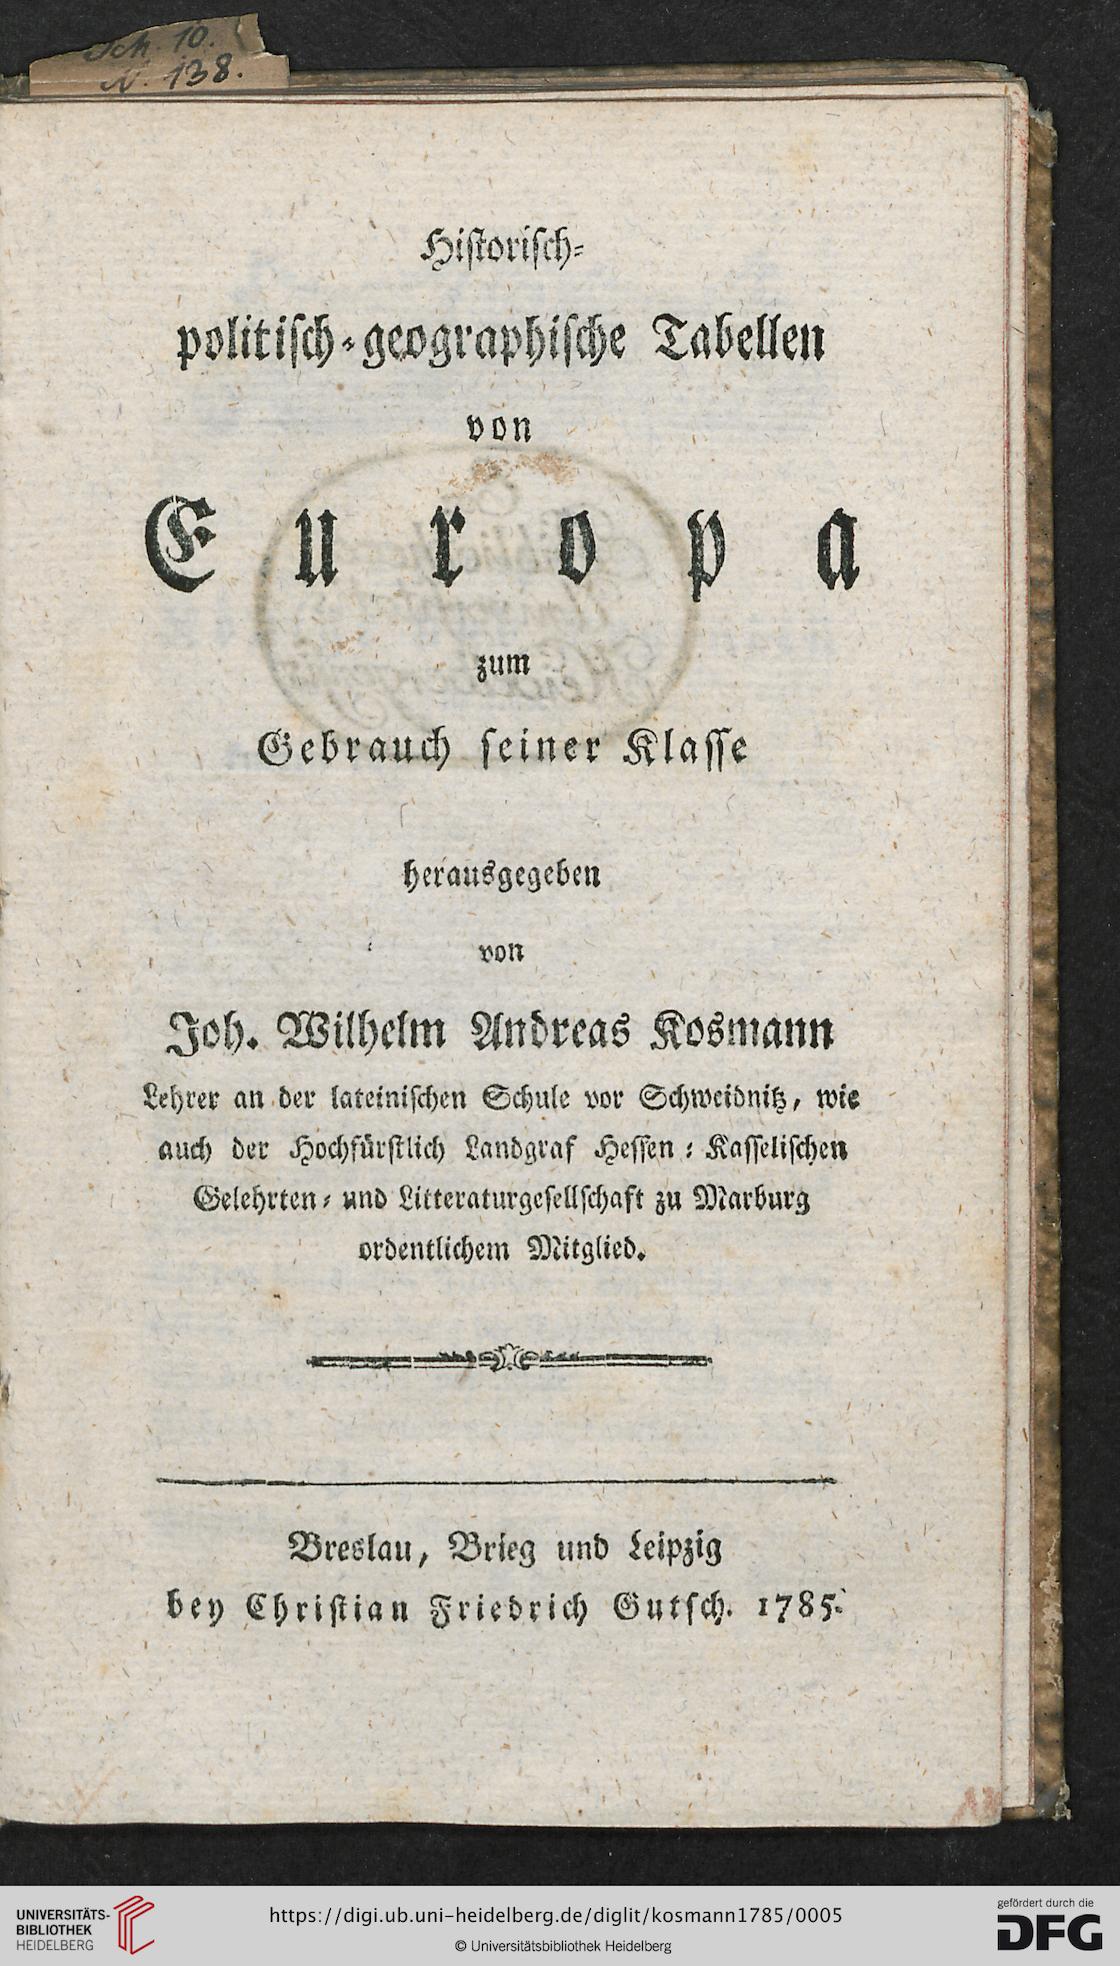 Sch. 10.
N. 138.
Historisch-
politisch-geographische Tabellen
von
Europa
zum
Gebrauch seiner Klasse
herausgegeben
von
Joh. Wilhelm Andreas Kosmann
Lehrer an der lateinischen Schule vor Schweidnitz, wie
auch der Hochfürstlich Landgraf Hessen-Kasselischen
Gelehrten- und Litteraturgesellschaft zu Marburg
ordentlichem Mitglied.
Breslau, Brieg und Leipzig
bey Christian Friedrich Gutsch. 1785.
UNIVERSITÄTS-
BIBLIOTHEK
HEIDELBERG
https://digi.ub.uni-heidelberg.de/diglit/kosmann1785/0005
© Universitätsbibliothek Heidelberg
gefördert durch die
DFG